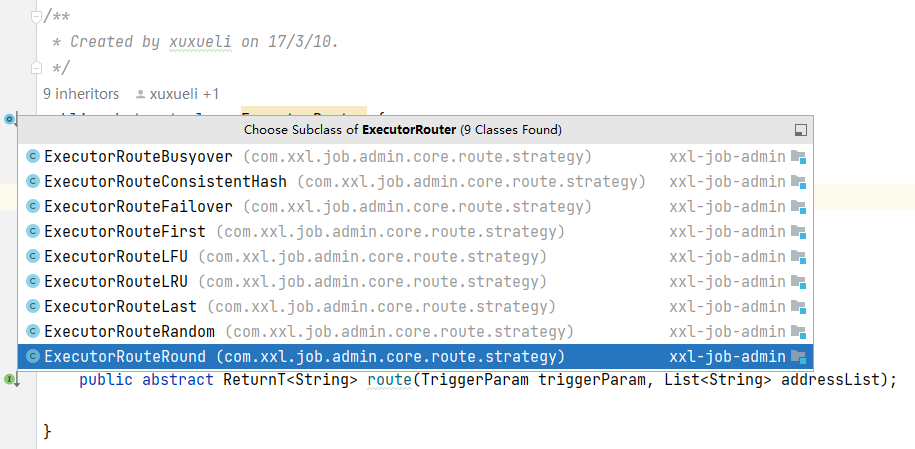 /**
* Created by xuxueli on 17/3/10.
*/
9 inheritors xuxueli +1
Choose Subclass of ExecutorRouter (9 Classes Found)
ExecutorRouteBusyover (com.xxl.job.admin.core.route.strategy) xxl-job-admin
ExecutorRouteConsistentHash (com.xxl.job.admin.core.route.strategy) xxl-job-admin
ExecutorRouteFailover (com.xxl.job.admin.core.route.strategy) xxl-job-admin
ExecutorRouteFirst (com.xxl.job.admin.core.route.strategy) xxl-job-admin
ExecutorRouteLFU (com.xxl.job.admin.core.route.strategy) xxl-job-admin
ExecutorRouteLRU (com.xxl.job.admin.core.route.strategy) xxl-job-admin
ExecutorRouteLast (com.xxl.job.admin.core.route.strategy) xxl-job-admin
ExecutorRouteRandom (com.xxl.job.admin.core.route.strategy) xxl-job-admin
ExecutorRouteRound (com.xxl.job.admin.core.route.strategy) xxl-job-admin
public abstract ReturnT<String> route(TriggerParam triggerParam, List<String> addressList);
}